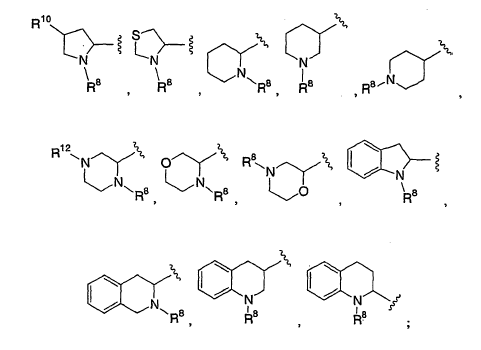 R10 S
N N N N R8-N
R8 , R8 , R8 , R8 , ,
R12-N O R8-N
N-R8 , N-R8 , O , N-R8 ,
N-R8 , N-R8 , N-R8 ;